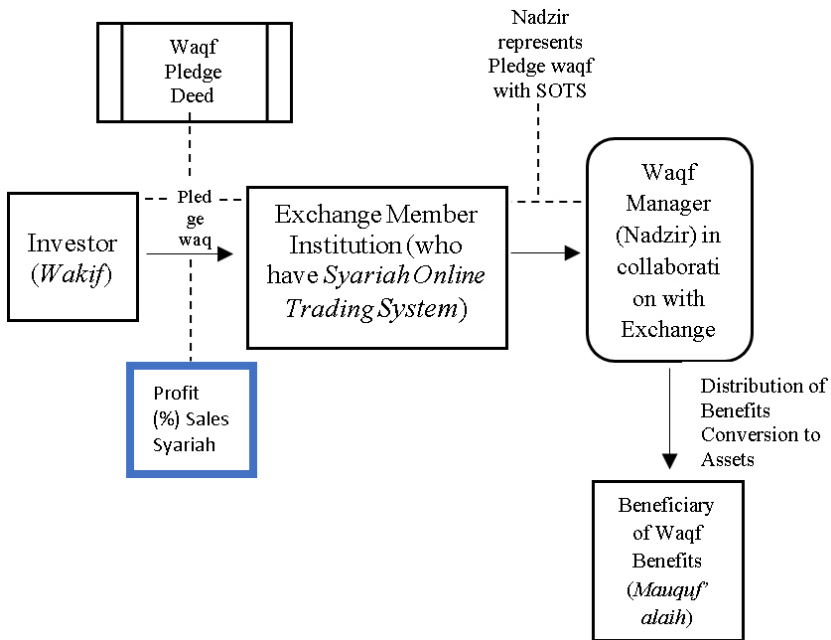 Waqf
Pledge
Deed
Nadzir
represents
Pledge waqf
with SOTS
Investor
(Wakif)
Pled
ge
waq
Exchange Member
Institution (who
have Syariah Online
Trading System)
Waqf
Manager
(Nadzir) in
collaborati
on with
Exchange
Profit
(%) Sales
Syariah
Distribution of
Benefits
Conversion to
Assets
Beneficiary
of Waqf
Benefits
(Mauquf’
alaih)